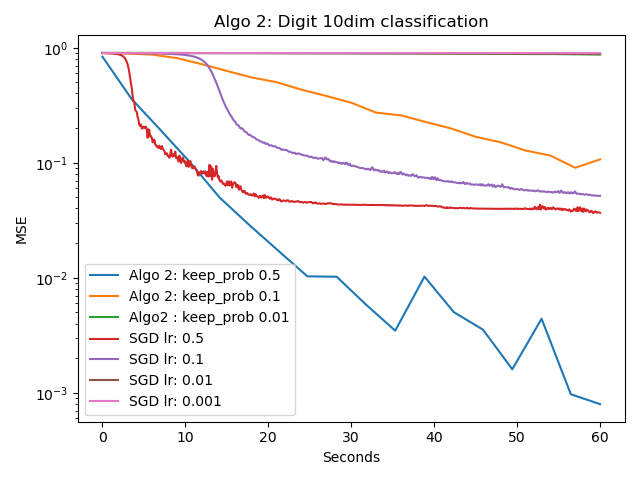 Algo 2: Digit 10dim classification
10⁰
10⁻¹
10⁻²
10⁻³
MSE
Algo 2: keep_prob 0.5
Algo 2: keep_prob 0.1
Algo2 : keep_prob 0.01
SGD lr: 0.5
SGD lr: 0.1
SGD lr: 0.01
SGD lr: 0.001
0 10 20 30 40 50 60
Seconds